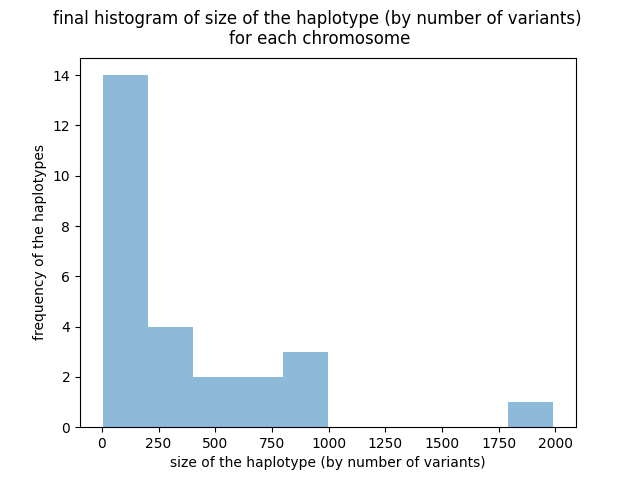 final histogram of size of the haplotype (by number of variants)
for each chromosome
14
12
10
8
6
4
2
0
frequency of the haplotypes
0 250 500 750 1000 1250 1500 1750 2000
size of the haplotype (by number of variants)